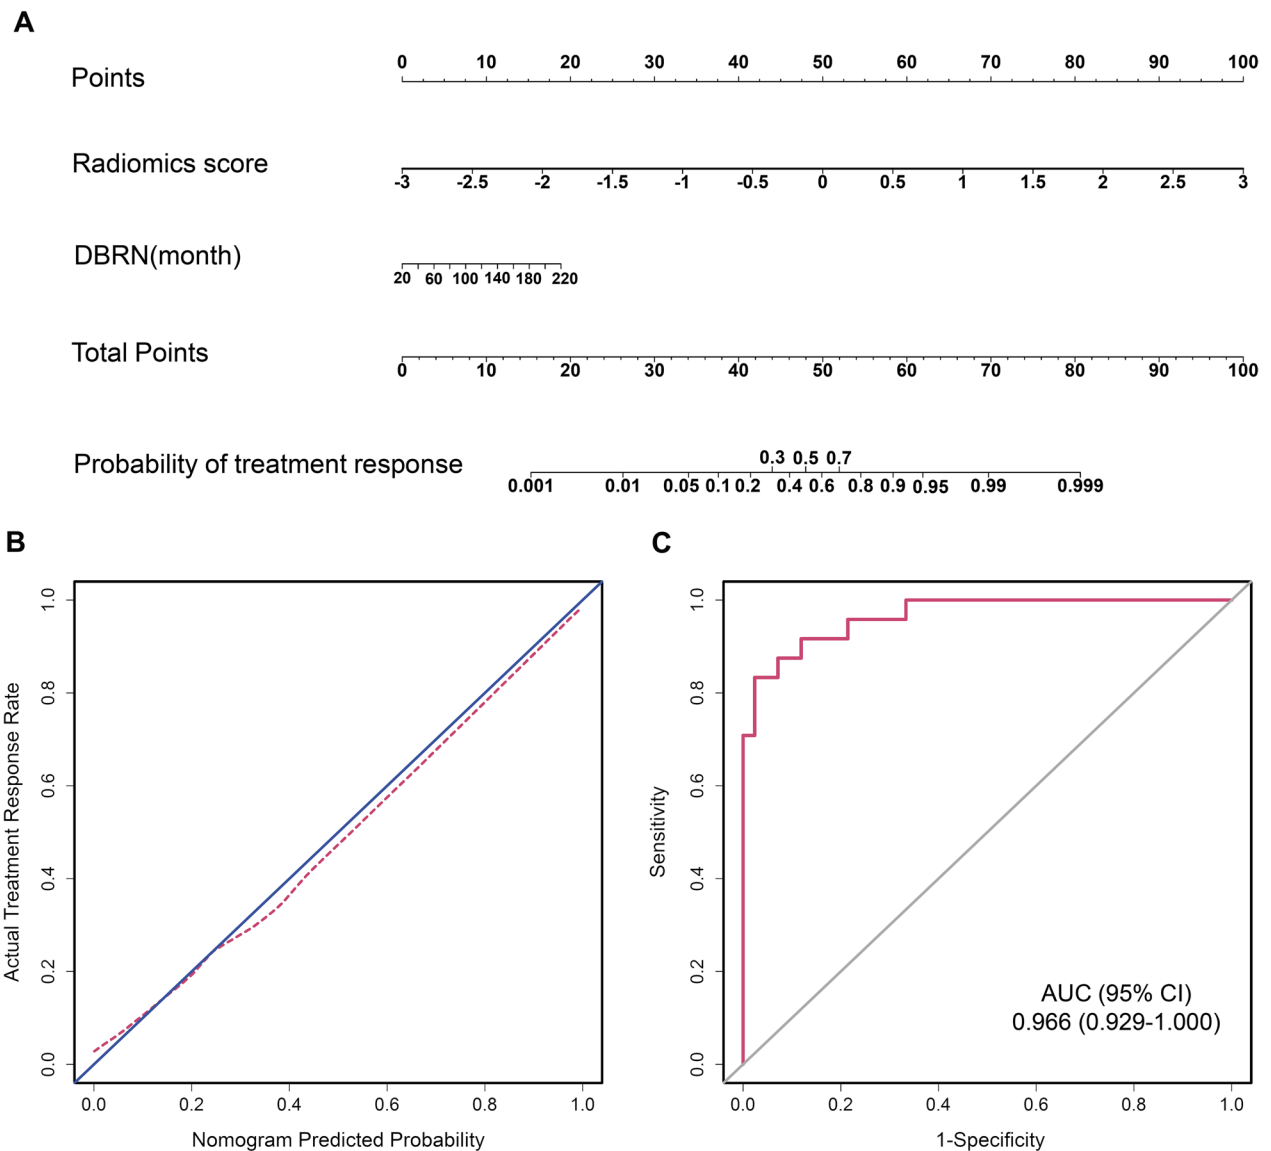 A
Points
0 10 20 30 40 50 60 70 80 90 100
Radiomics score
-3 -2.5 -2 -1.5 -1 -0.5 0 0.5 1 1.5 2 2.5 3
DBRN(month)
20 60 100 140 180 220
Total Points
0 10 20 30 40 50 60 70 80 90 100
Probability of treatment response
0.3 0.5 0.7
0.001 0.01 0.05 0.1 0.2 0.4 0.6 0.8 0.9 0.95 0.99 0.999
B
Actual Treatment Response Rate
1.0
0.8
0.6
0.4
0.2
0.0
0.0 0.2 0.4 0.6 0.8 1.0
Nomogram Predicted Probability
C
Sensitivity
1.0
0.8
0.6
0.4
0.2
0.0
AUC (95% CI)
0.966 (0.929-1.000)
0.0 0.2 0.4 0.6 0.8 1.0
1-Specificity